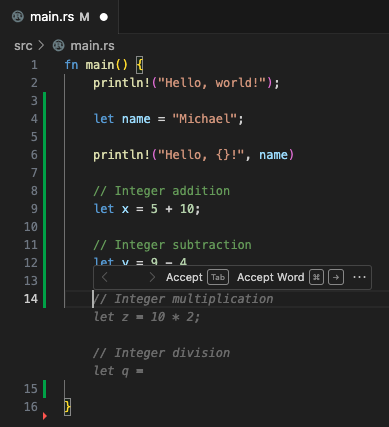 main.rs M
src > main.rs
1 fn main() {
2 println!("Hello, world!");
3
4 let name = "Michael";
5
6 println!("Hello, {}!", name)
7
8 // Integer addition
9 let x = 5 + 10;
10
11 // Integer subtraction
12 let y = 9 - 4
13 < > Accept Tab Accept Word ⌘ → ...
14 // Integer multiplication
let z = 10 * 2;
// Integer division
let q =
15
16 }